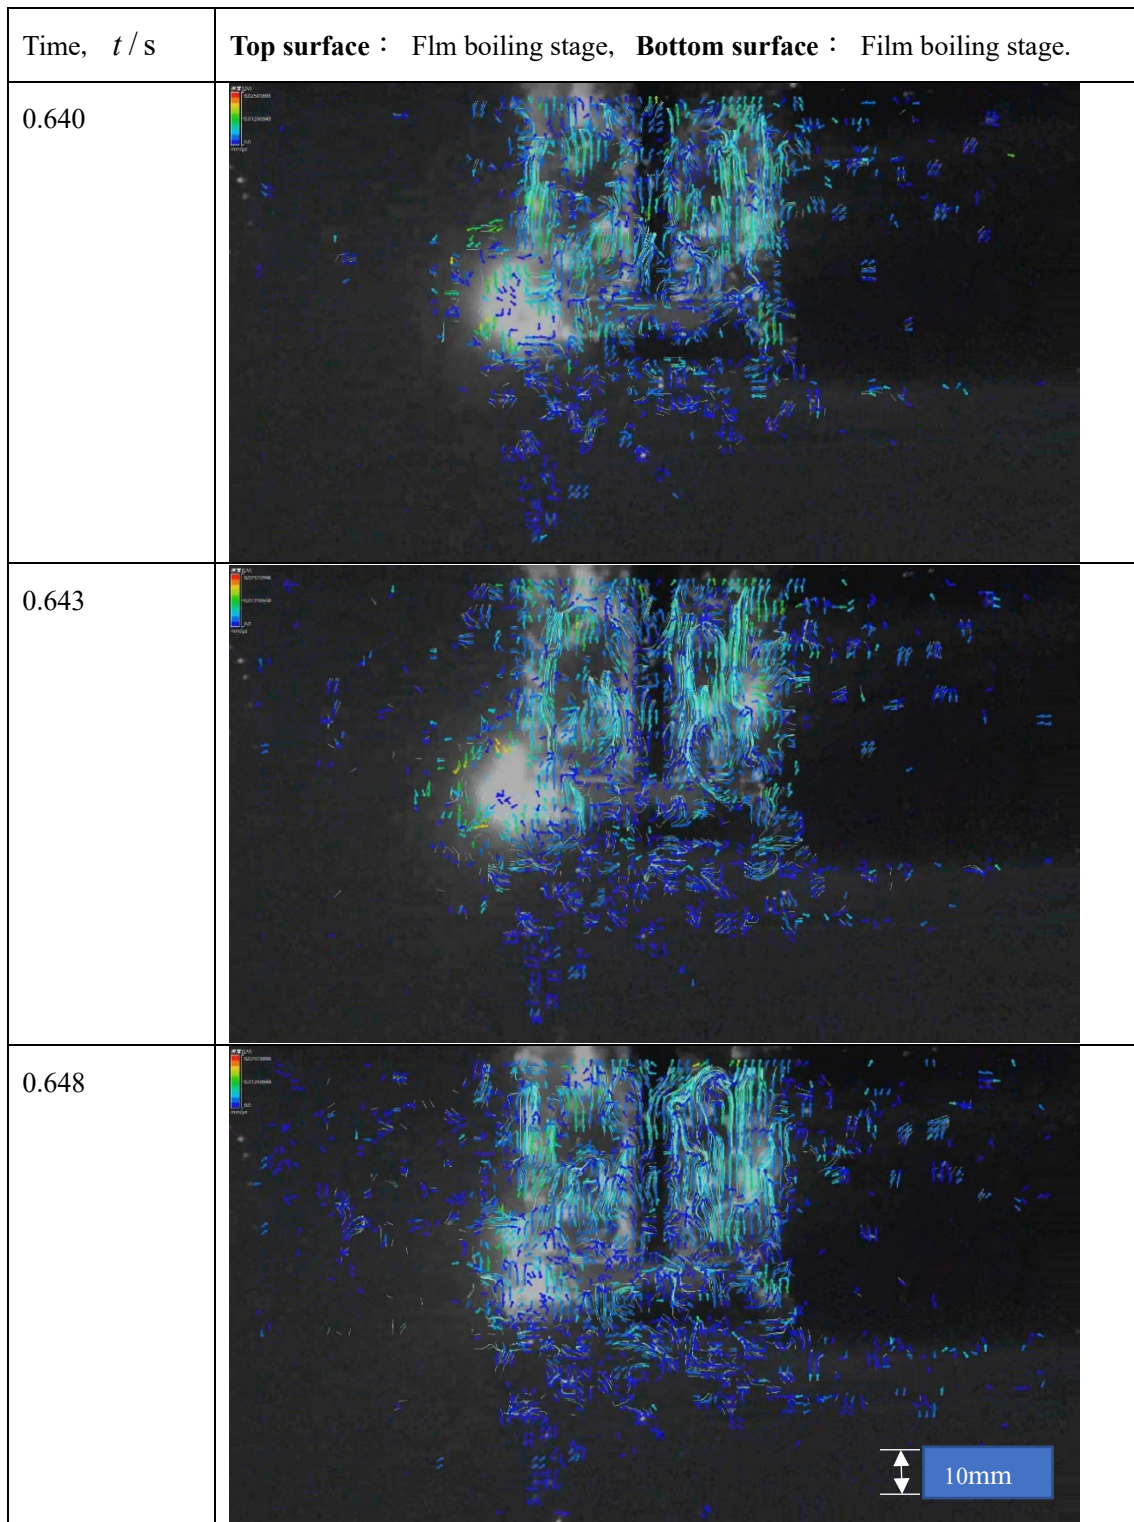 Time, t / s
Top surface： Flm boiling stage, Bottom surface： Film boiling stage.
0.640
0.643
0.648
10mm